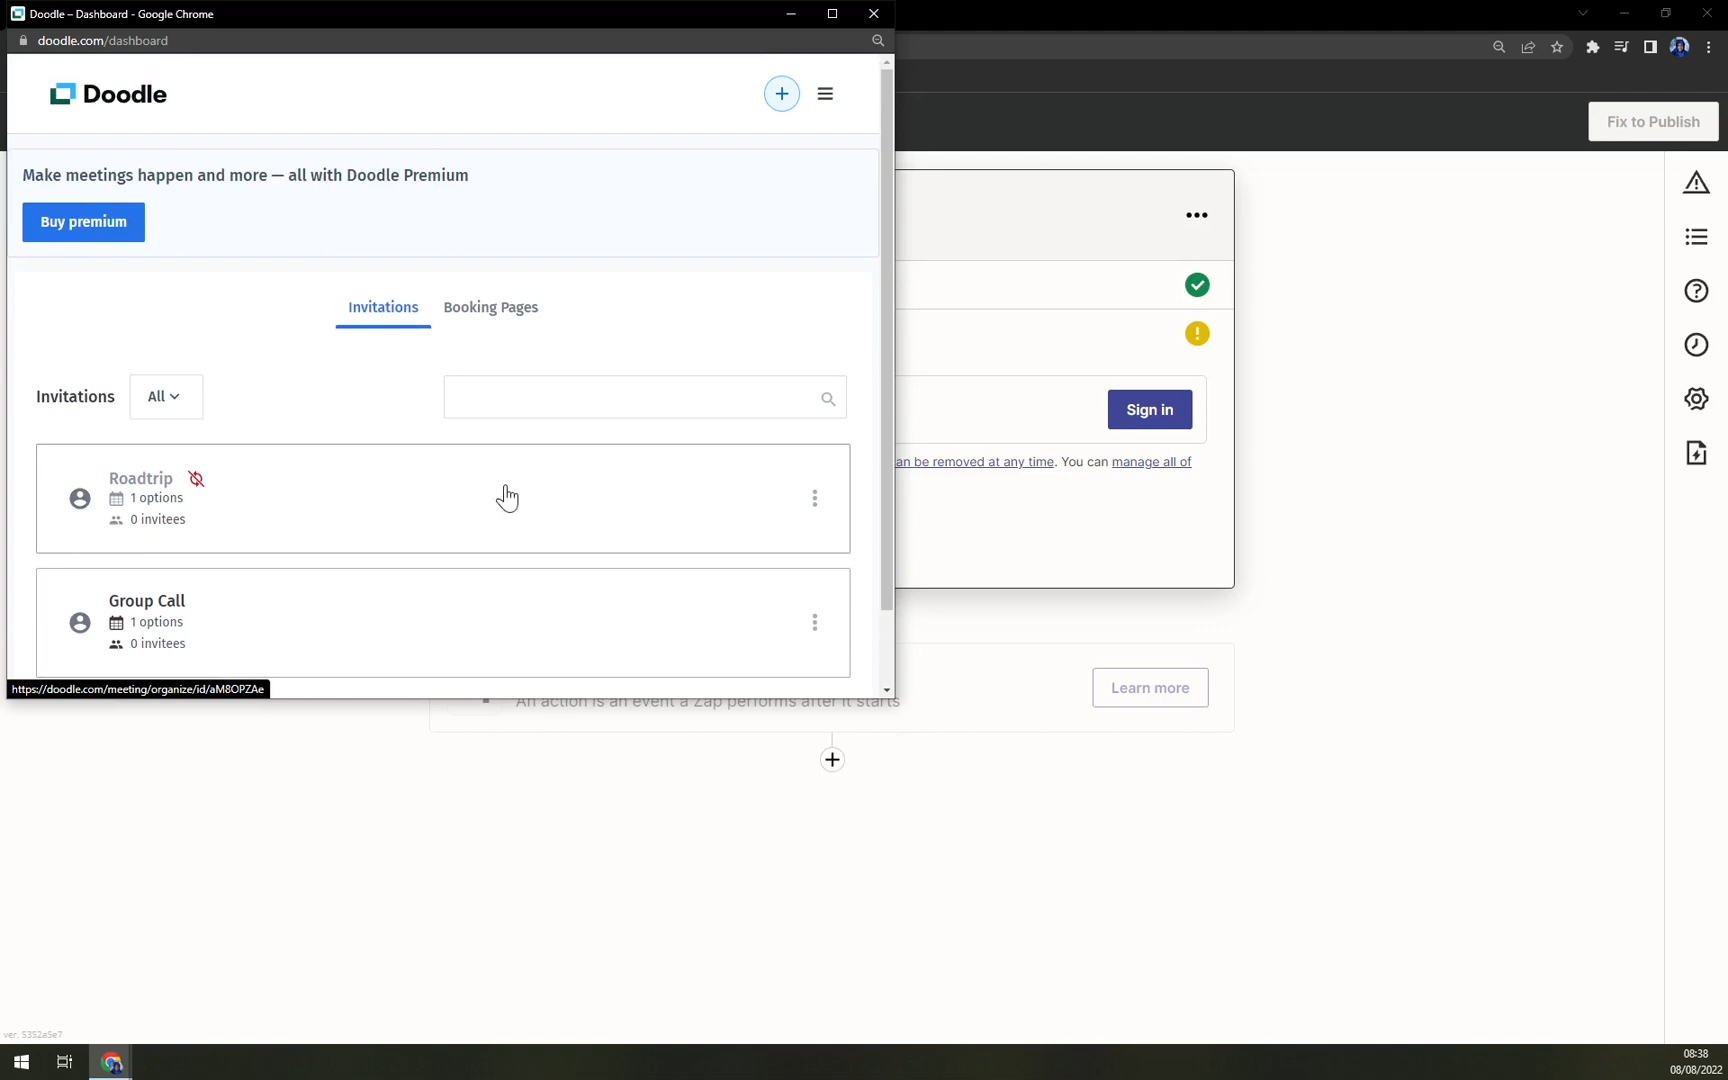 Doodle – Dashboard - Google Chrome
doodle.com/dashboard
Doodle
Fix to Publish
Make meetings happen and more — all with Doodle Premium
Buy premium
Invitations
Booking Pages
Invitations
All
Sign in
an be removed at any time. You can manage all of
Roadtrip
1 options
0 invitees
Group Call
1 options
0 invitees
https://doodle.com/meeting/organize/id/aM8OPZAe
An action is an event a Zap performs after it starts
Learn more
ver. 5352a5e7
08:38
08/08/2022